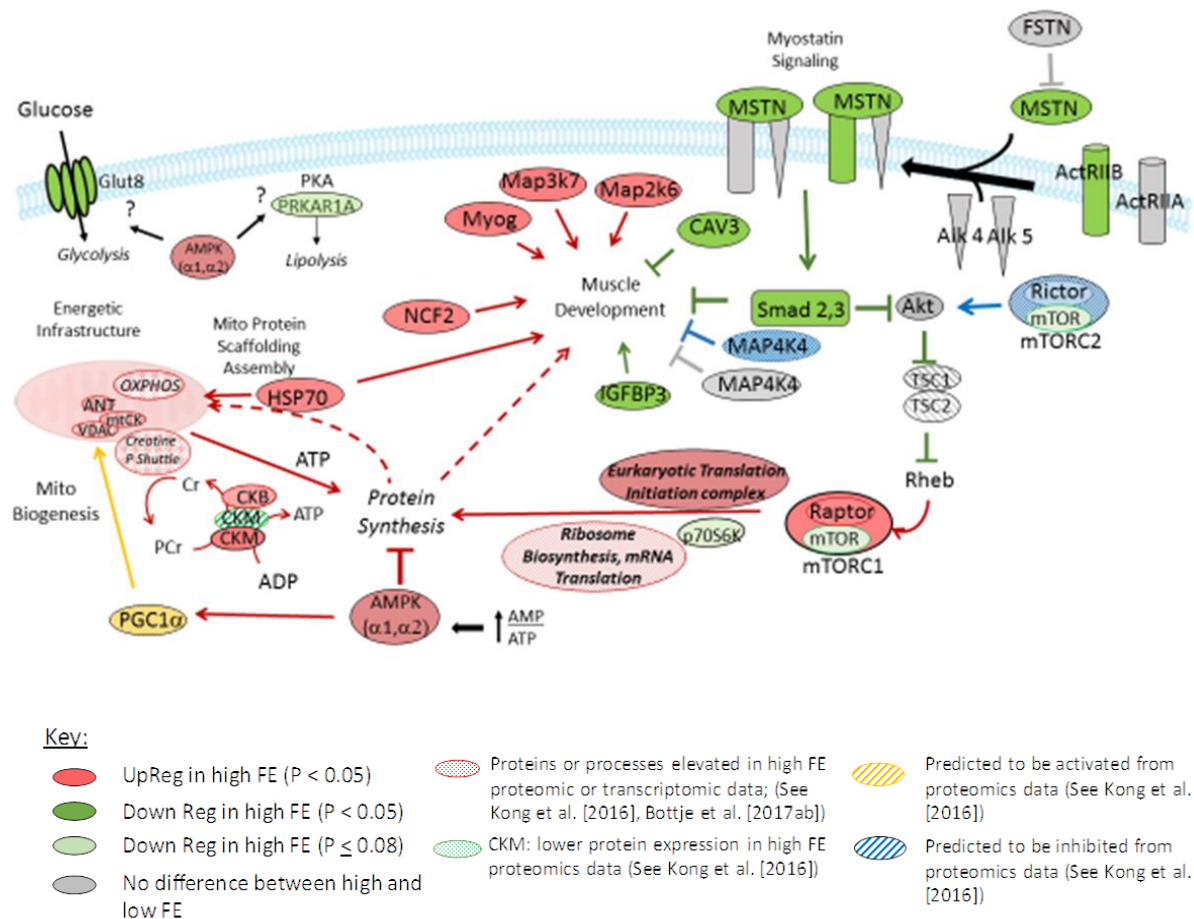 FSTN
Myostatin
Signaling
MSTN
MSTN
MSTN
Glucose
Glut8
?
Glycolysis
AMPK
(α1,α2)
?
PKA
PRKAR1A
Lipolysis
Myog
Map3k7
Map2k6
CAV3
ActRIIB
ActRIIA
Alk 4
Alk 5
Muscle
Development
NCF2
Smad 2,3
Akt
Rictor
mTOR
mTORC2
MAP4K4
MAP4K4
IGFBP3
TSC1
TSC2
Rheb
Energetic
Infrastructure
Mito Protein
Scaffolding
Assembly
HSP70
OXPHOS
ANT
mtCK
VDAC
Creatine
P Shuttle
ATP
Mito
Biogenesis
Cr
PCr
CKB
CKM
CKM
ATP
ADP
Protein
Synthesis
Eurkaryotic Translation
Initiation complex
p70S6K
Ribosome
Biosynthesis, mRNA
Translation
Raptor
mTOR
mTORC1
PGC1α
AMPK
(α1,α2)
AMP
ATP
Key:
UpReg in high FE (P < 0.05)
Down Reg in high FE (P < 0.05)
Down Reg in high FE (P ≤ 0.08)
No difference between high and
low FE
Proteins or processes elevated in high FE
proteomic or transcriptomic data; (See
Kong et al. [2016], Bottje et al. [2017ab])
CKM: lower protein expression in high FE
proteomics data (See Kong et al. [2016])
Predicted to be activated from
proteomics data (See Kong et al.
[2016])
Predicted to be inhibited from
proteomics data (See Kong et al.
[2016])